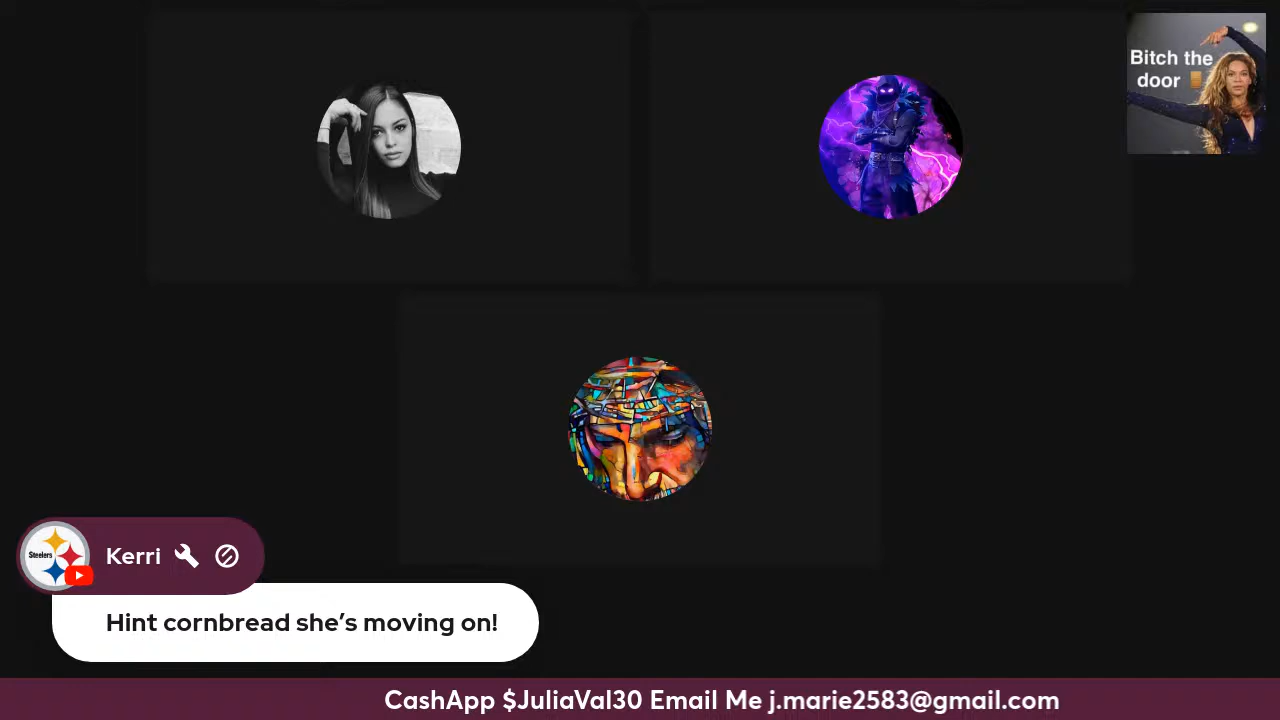 Bitch the
door
Steelers
Kerri
Hint cornbread she’s moving on!
CashApp $JuliaVal30 Email Me j.marie2583@gmail.com